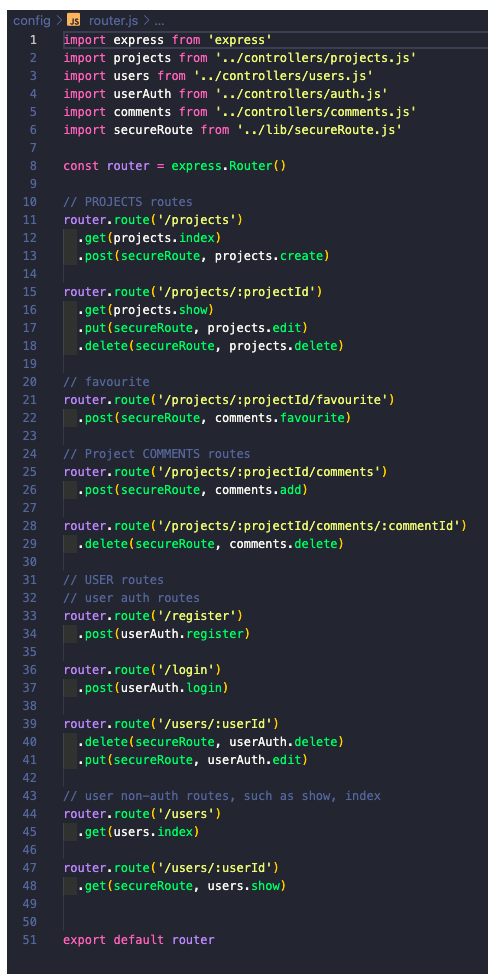 config > JS router.js > ...
1 import express from 'express'
2 import projects from '../controllers/projects.js'
3 import users from '../controllers/users.js'
4 import userAuth from '../controllers/auth.js'
5 import comments from '../controllers/comments.js'
6 import secureRoute from '../lib/secureRoute.js'
7
8 const router = express.Router()
9
10 // PROJECTS routes
11 router.route('/projects')
12   .get(projects.index)
13   .post(secureRoute, projects.create)
14
15 router.route('/projects/:projectId')
16   .get(projects.show)
17   .put(secureRoute, projects.edit)
18   .delete(secureRoute, projects.delete)
19
20 // favourite
21 router.route('/projects/:projectId/favourite')
22   .post(secureRoute, comments.favourite)
23
24 // Project COMMENTS routes
25 router.route('/projects/:projectId/comments')
26   .post(secureRoute, comments.add)
27
28 router.route('/projects/:projectId/comments/:commentId')
29   .delete(secureRoute, comments.delete)
30
31 // USER routes
32 // user auth routes
33 router.route('/register')
34   .post(userAuth.register)
35
36 router.route('/login')
37   .post(userAuth.login)
38
39 router.route('/users/:userId')
40   .delete(secureRoute, userAuth.delete)
41   .put(secureRoute, userAuth.edit)
42
43 // user non-auth routes, such as show, index
44 router.route('/users')
45   .get(users.index)
46
47 router.route('/users/:userId')
48   .get(secureRoute, users.show)
49
50
51 export default router